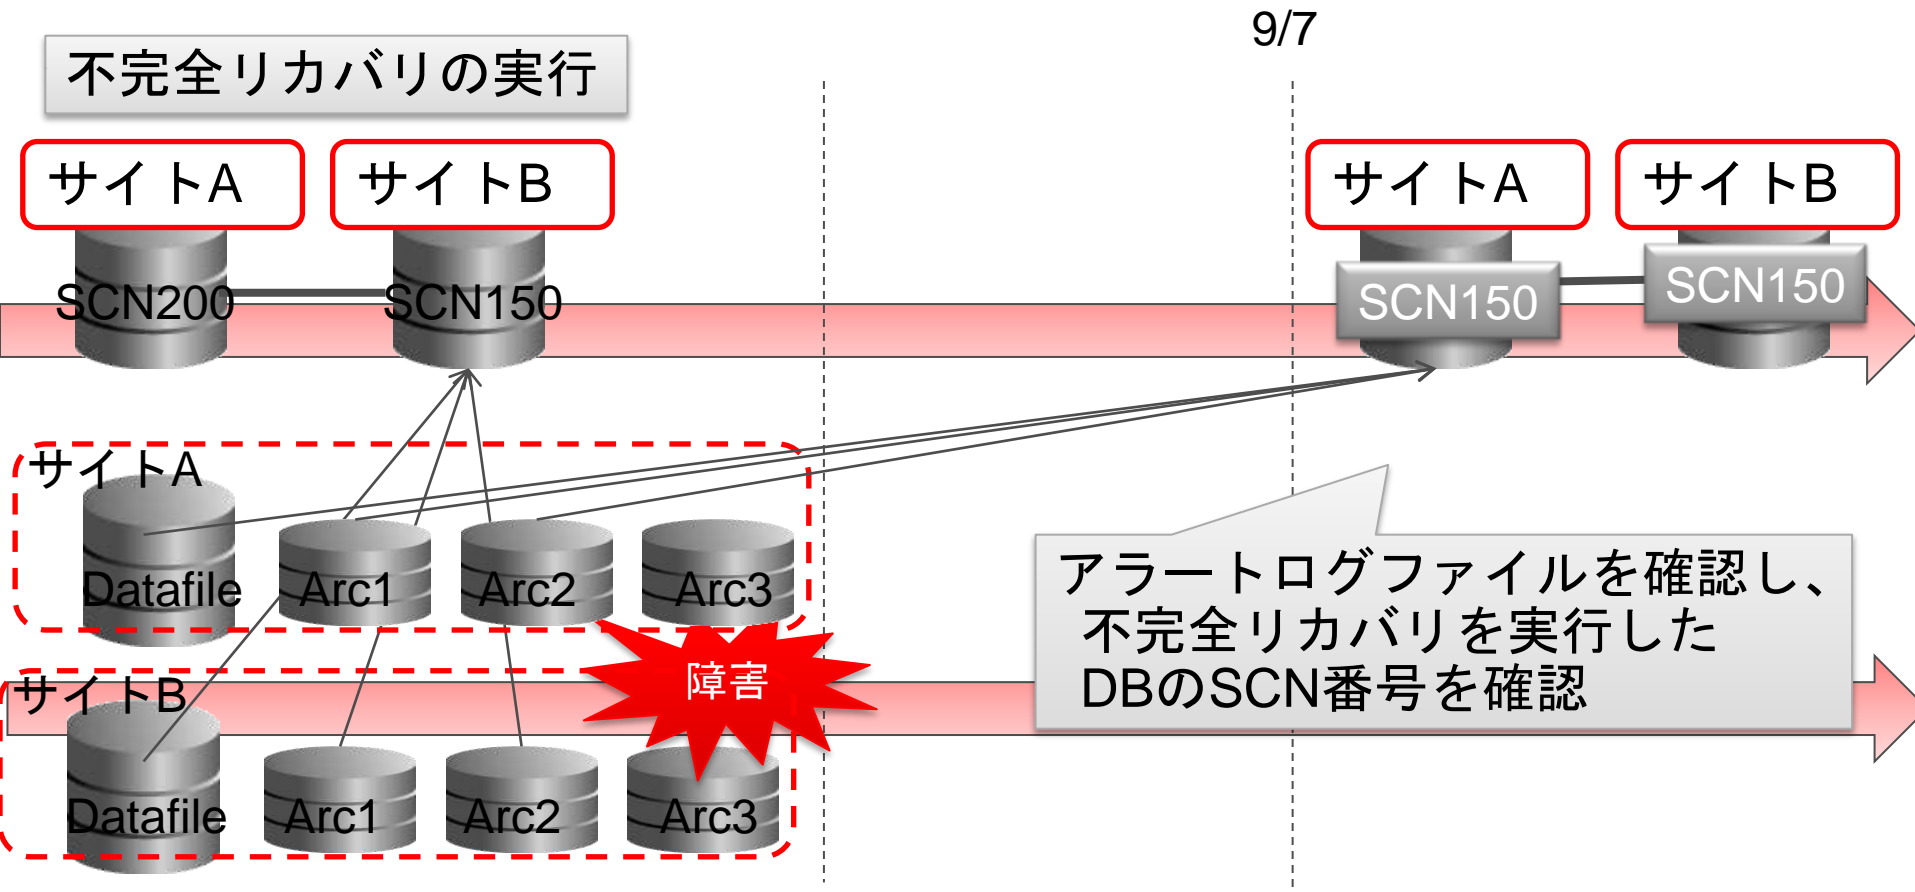 9/7
不完全リカバリの実行
サイトA
サイトB
サイトA
サイトB
SCN200
SCN150
SCN150
SCN150
サイトA
Datafile
Arc1
Arc2
Arc3
アラートログファイルを確認し、
不完全リカバリを実行した
DBのSCN番号を確認
障害
サイトB
Datafile
Arc1
Arc2
Arc3